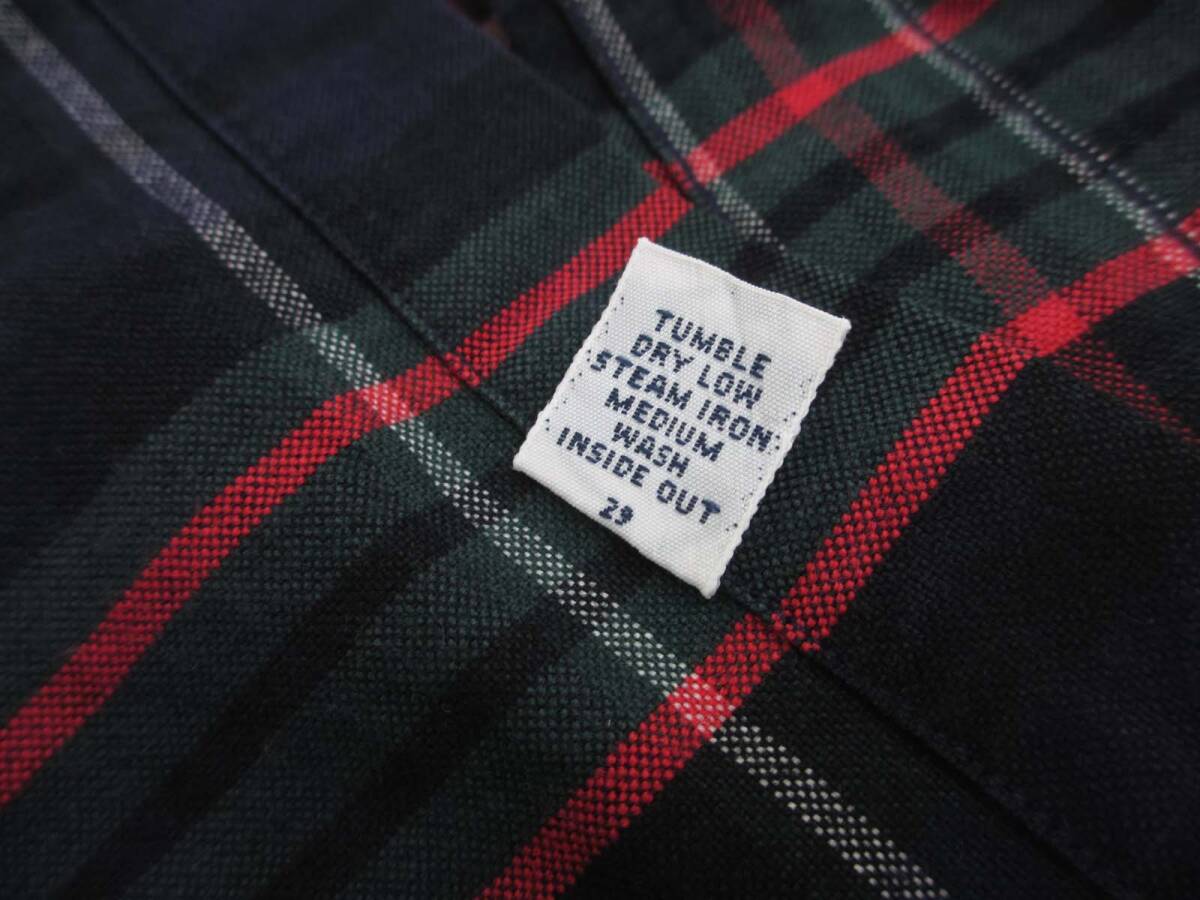 TUMBLE
DRY LOW
STEAM IRON
MEDIUM
WASH
INSIDE OUT
29